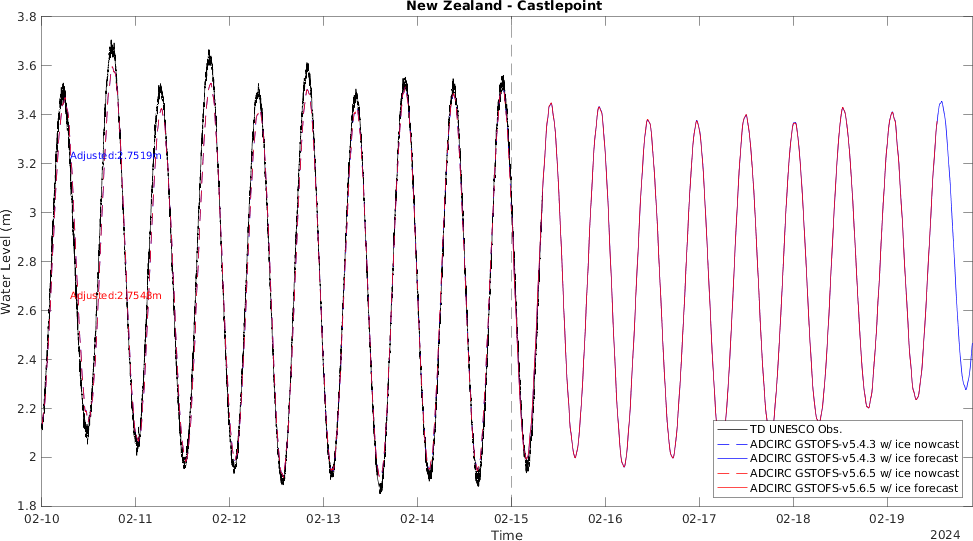 New Zealand - Castlepoint
3.8
3.6
3.4
3.2
3
2.8
2.6
2.4
2.2
2
1.8
Water Level (m)
Adjusted:2.7519m
Adjusted:2.7543m
TD UNESCO Obs.
ADCIRC GSTOFS-v5.4.3 w/ ice nowcast
ADCIRC GSTOFS-v5.4.3 w/ ice forecast
ADCIRC GSTOFS-v5.6.5 w/ ice nowcast
ADCIRC GSTOFS-v5.6.5 w/ ice forecast
02-10 02-11 02-12 02-13 02-14 02-15 02-16 02-17 02-18 02-19
Time
2024